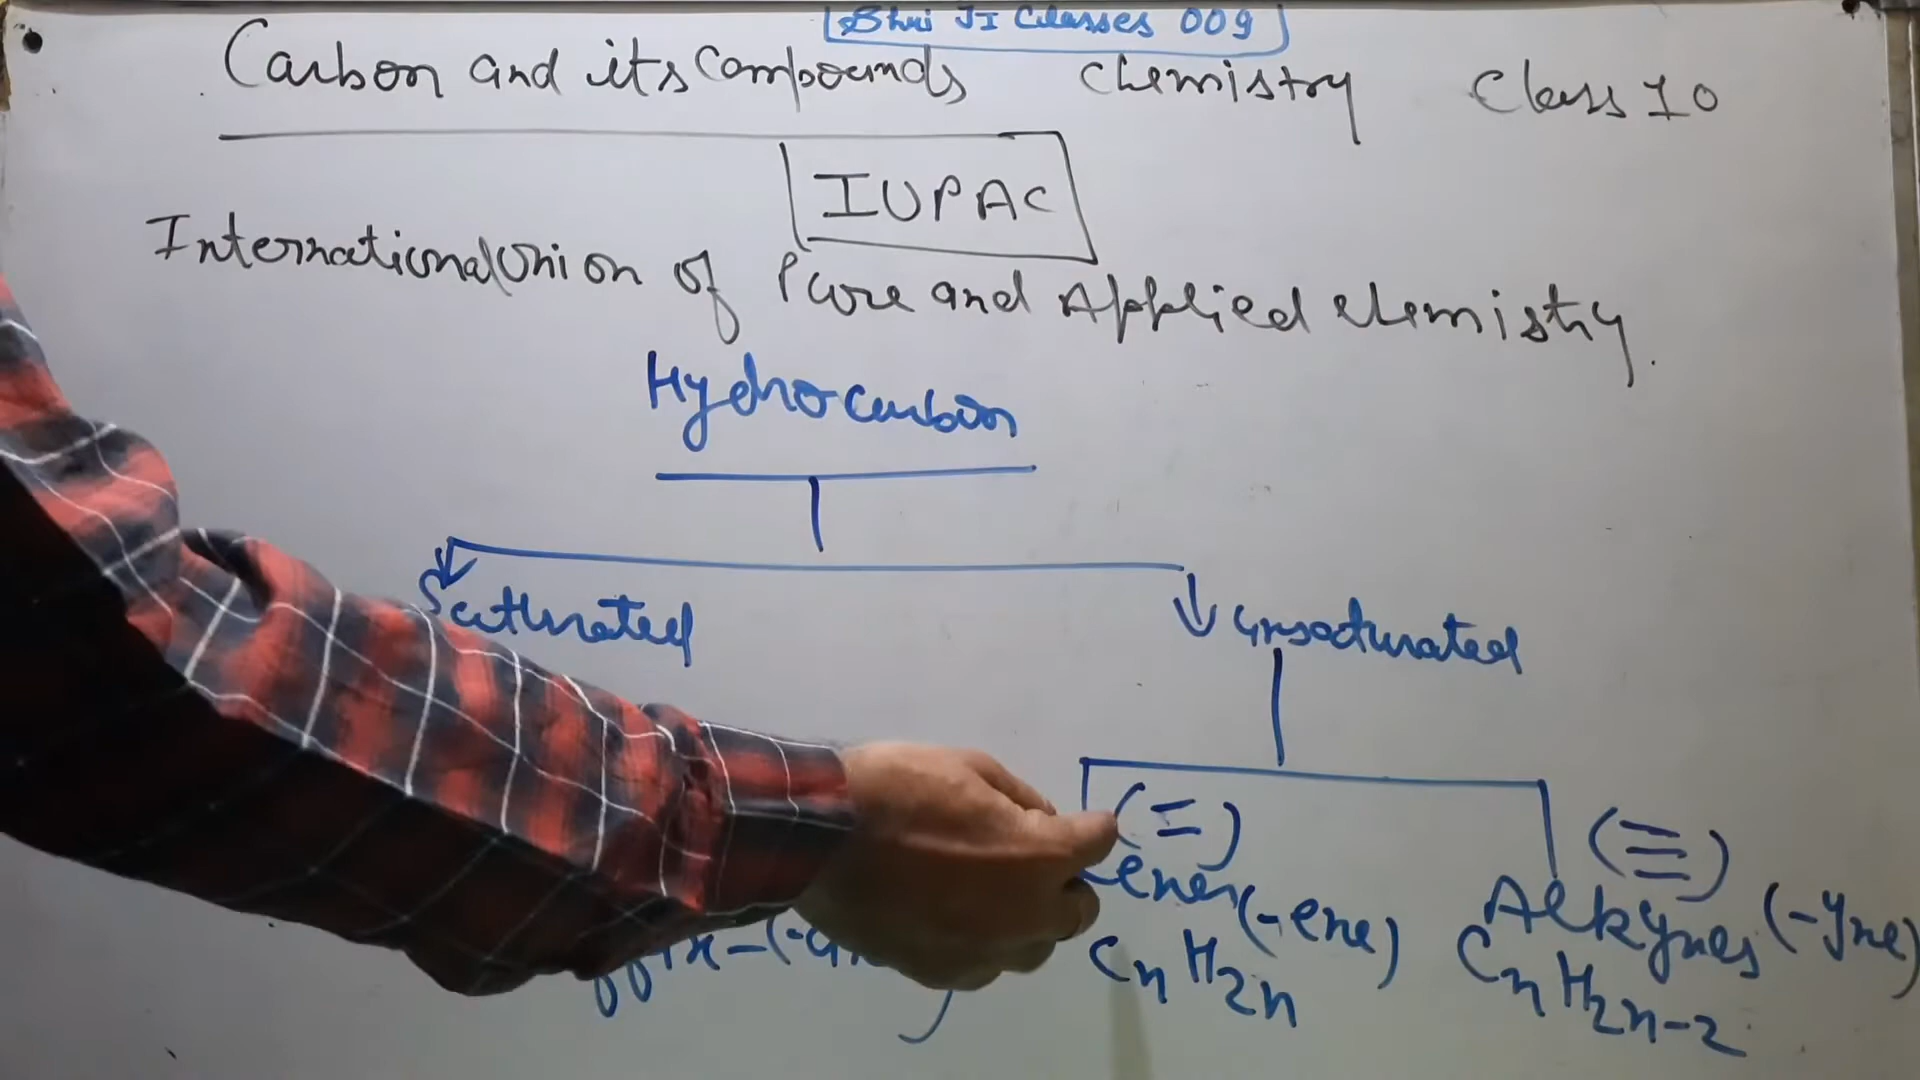 Shri JI Classes 009
Carbon and its Compounds Chemistry Class 10
IUPAC
International Union of Pure and Applied chemistry.
Hydrocarbon
Saturated
Unsaturated
(=)
(≡)
enes (-ene)
Alkynes (-yne)
CnH2n
CnH2n-2